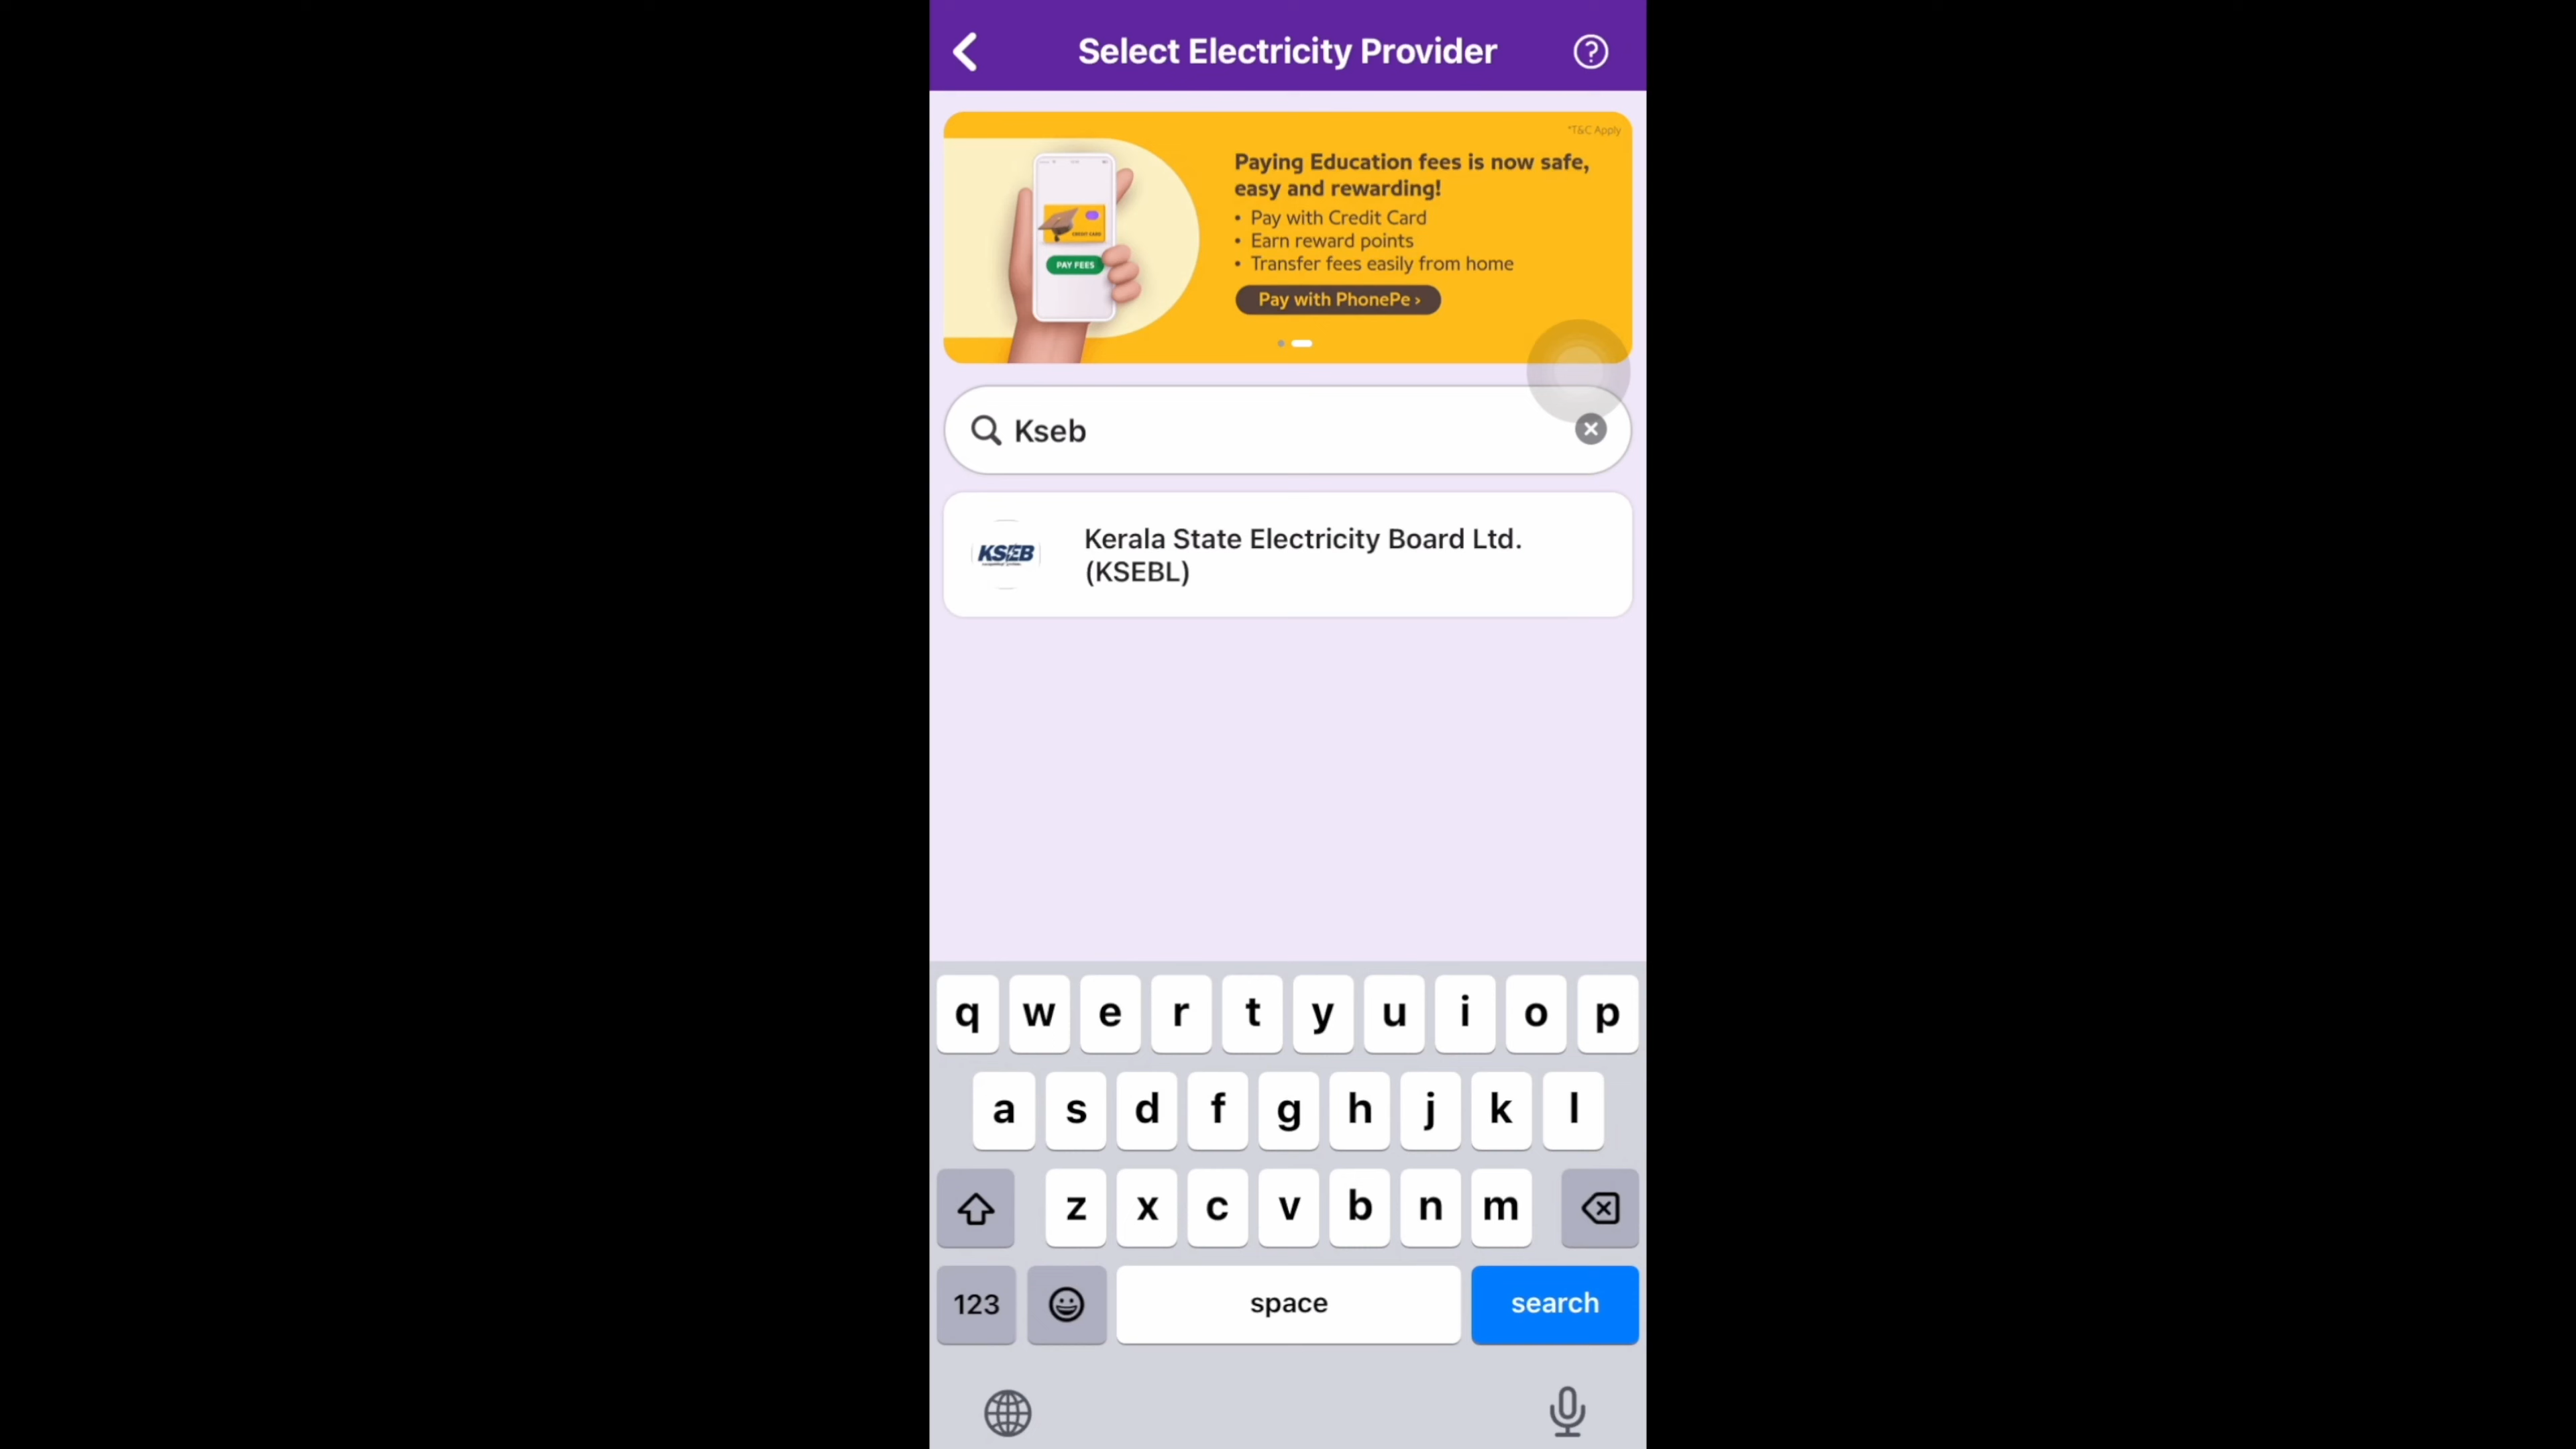 Select Electricity Provider
?
*T&C Apply
Paying Education fees is now safe,
easy and rewarding!
• Pay with Credit Card
• Earn reward points
• Transfer fees easily from home
Pay with PhonePe ›
CREDIT CARD
PAY FEES
Kseb
KSEB
Kerala State Electricity Board Ltd.
(KSEBL)
q w e r t y u i o p
a s d f g h j k l
z x c v b n m
123 space search